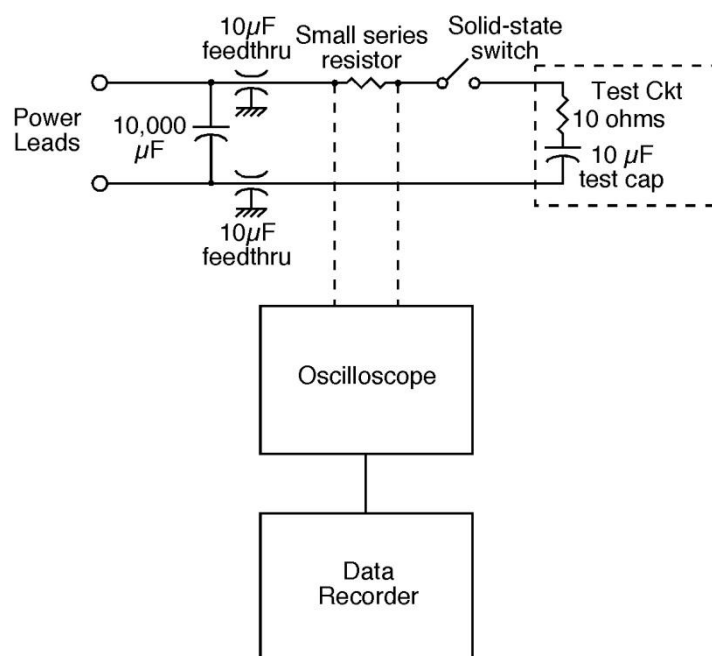 10µF
feedthru
Small series
resistor
Solid-state
switch
Power
Leads
10,000
µF
Test Ckt
10 ohms
10 µF
test cap
10µF
feedthru
Oscilloscope
Data
Recorder